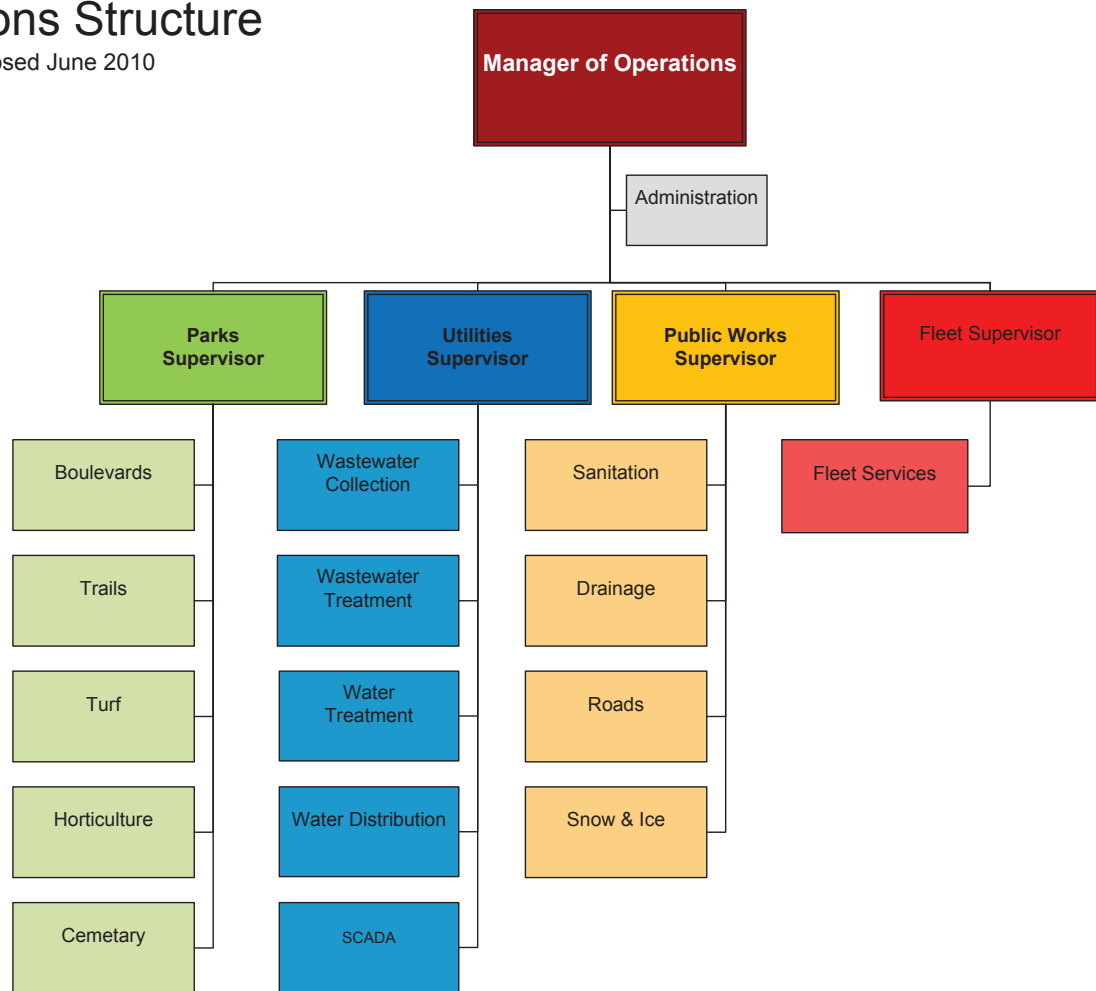 ons Structure
osed June 2010
Manager of Operations
Administration
Parks
Supervisor
Utilities
Supervisor
Public Works
Supervisor
Fleet Supervisor
Boulevards
Wastewater
Collection
Sanitation
Fleet Services
Trails
Wastewater
Treatment
Drainage
Turf
Water
Treatment
Roads
Horticulture
Water Distribution
Snow & Ice
Cemetary
SCADA